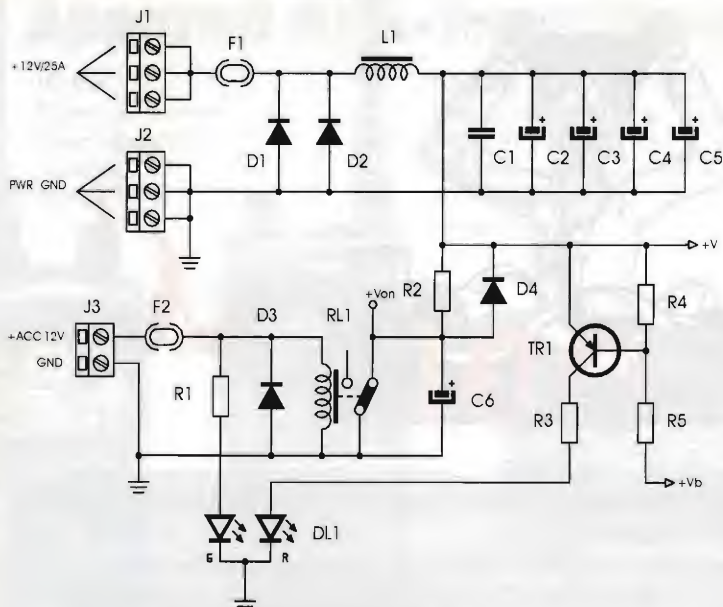 J1
F1
L1
+12V/25A
J2
D1
D2
C1
C2
C3
C4
C5
+
+
+
+
PWR GND
+V
J3
F2
D3
RL1
+Von
R2
D4
R4
+ACC 12V
GND
TR1
R1
+
C6
R3
R5
+Vb
G
R
DL1